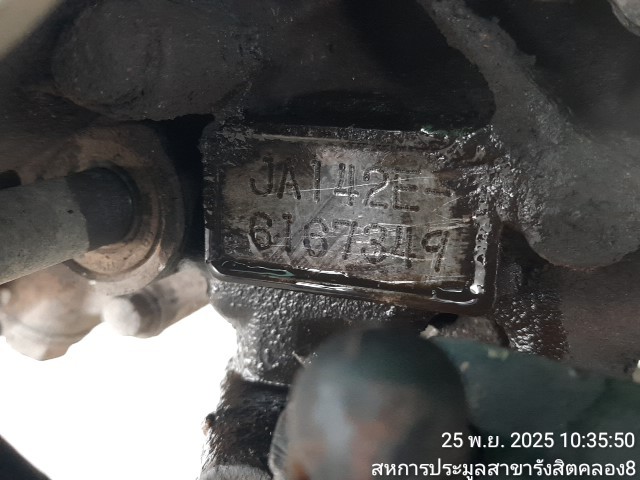 JA142E-
6167349
25 พ.ย. 2025 10:35:50
สหการประมูลสาขารังสิตคลอง8